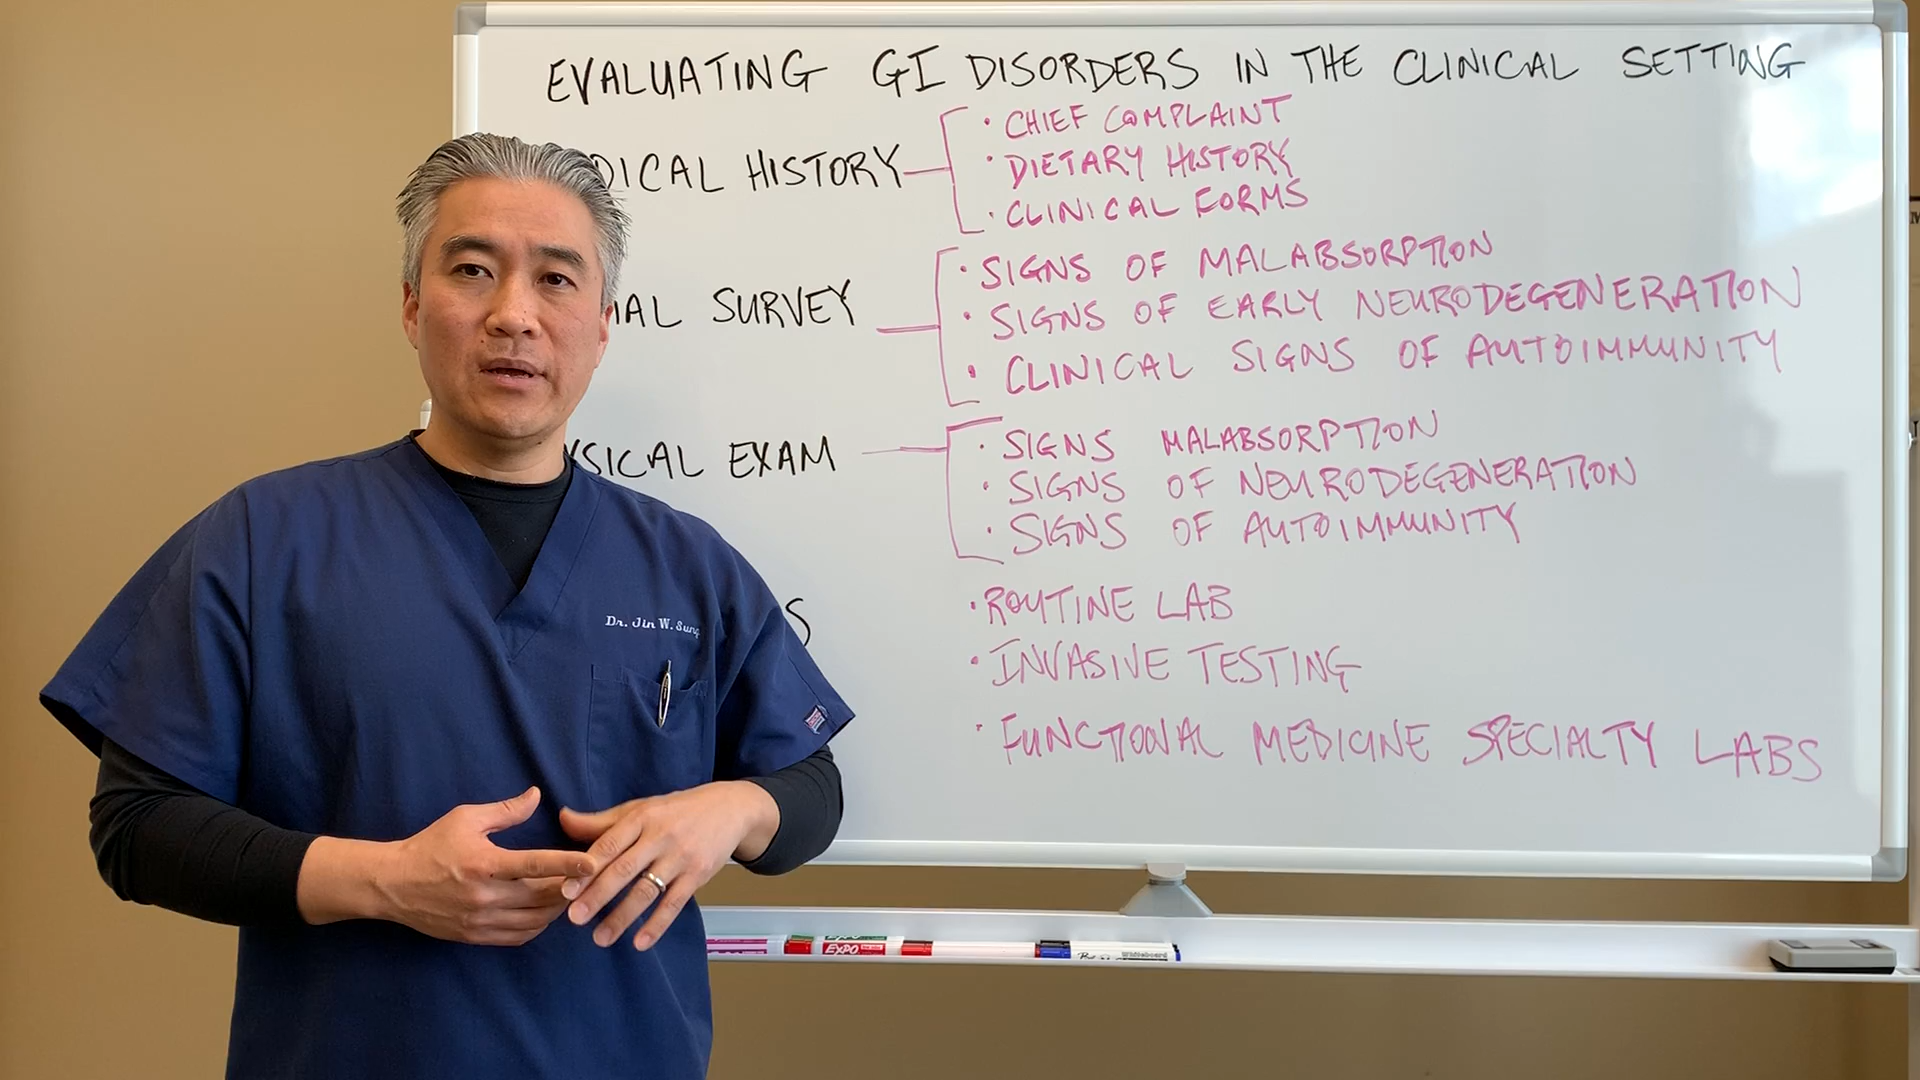 EVALUATING GI DISORDERS IN THE CLINICAL SETTING
DICAL HISTORY
• CHIEF COMPLAINT
• DIETARY HISTORY
• CLINICAL FORMS
IAL SURVEY
• SIGNS OF MALABSORPTION
• SIGNS OF EARLY NEURODEGENERATION
• CLINICAL SIGNS OF AUTOIMMUNITY
YSICAL EXAM
• SIGNS MALABSORPTION
• SIGNS OF NEURODEGENERATION
• SIGNS OF AUTOIMMUNITY
S
• ROUTINE LAB
• INVASIVE TESTING
• FUNCTIONAL MEDICINE SPECIALTY LABS
Dr. Jin W. Sung
EXPO